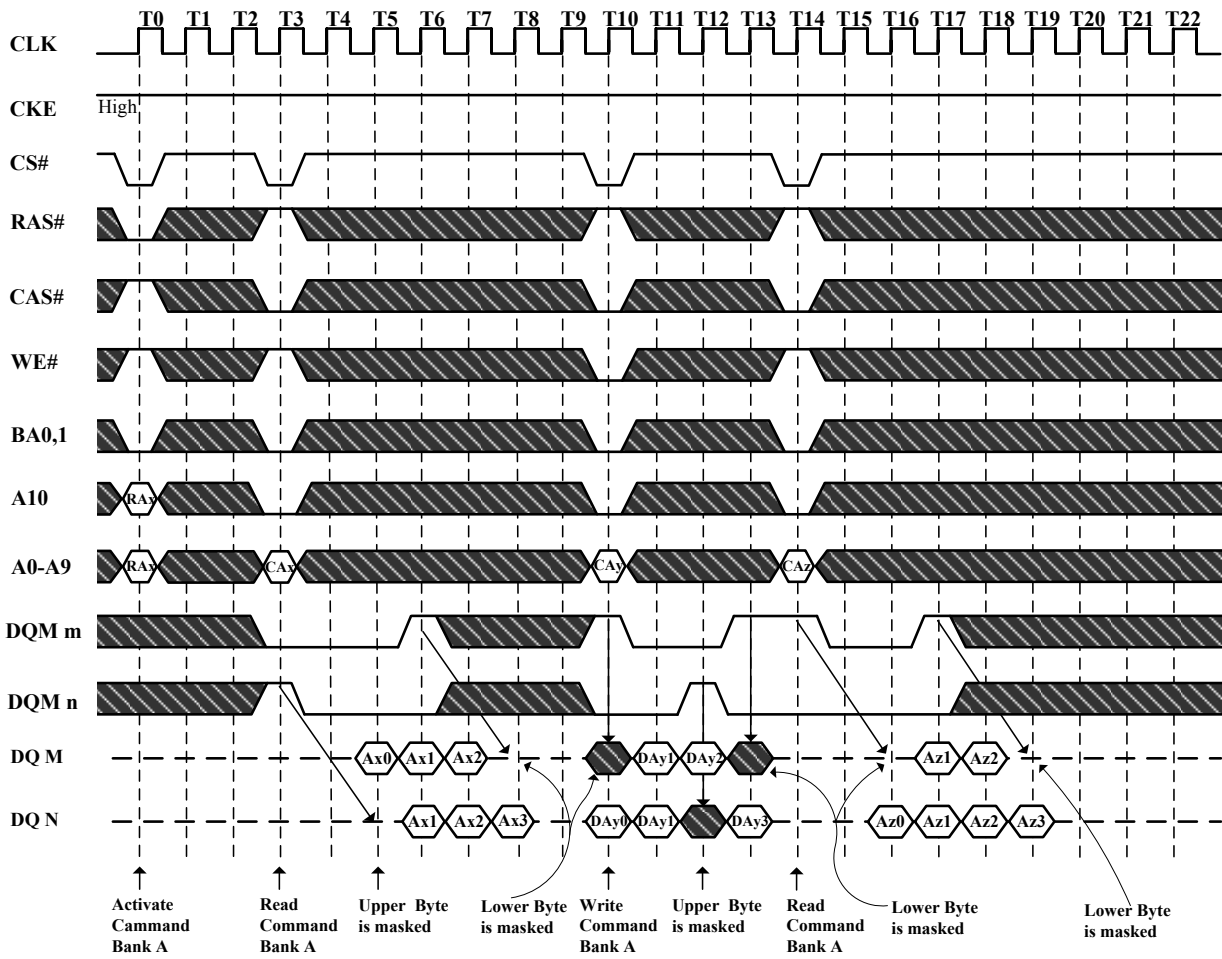 T0 T1 T2 T3 T4 T5 T6 T7 T8 T9 T10 T11 T12 T13 T14 T15 T16 T17 T18 T19 T20 T21 T22
CLK
CKE High
CS#
RAS#
CAS#
WE#
BA0,1
A10 RAx
A0-A9 RAx CAx CAy CAz
DQM m
DQM n
DQ M Ax0 Ax1 Ax2 DAy1 DAy2 Az1 Az2
DQ N Ax1 Ax2 Ax3 DAy0 DAy1 DAy3 Az0 Az1 Az2 Az3
Activate
Cammand
Bank A
Read
Command
Bank A
Upper Byte
is masked
Lower Byte
is masked
Write
Command
Bank A
Upper Byte
is masked
Read
Command
Bank A
Lower Byte
is masked
Lower Byte
is masked